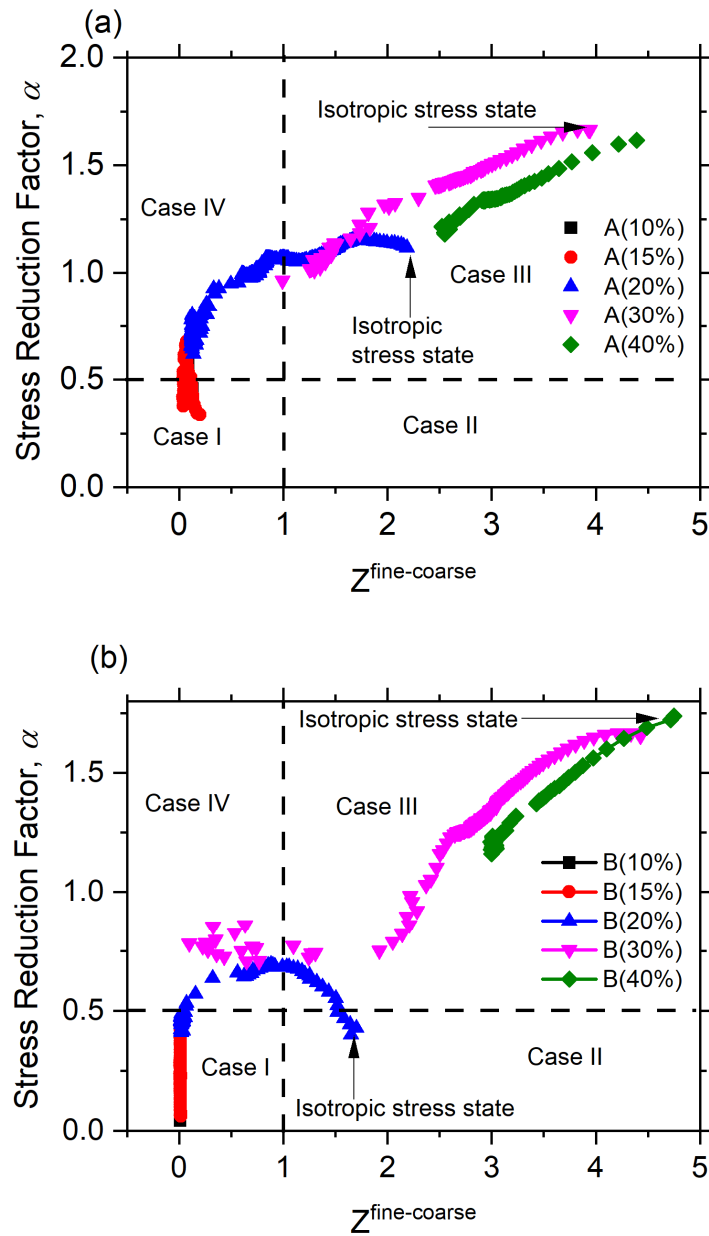 (a)
2.0
1.5
1.0
0.5
0.0
Stress Reduction Factor, α
Isotropic stress state
Case IV
Case III
A(10%)
A(15%)
A(20%)
A(30%)
A(40%)
Isotropic
stress state
Case I
Case II
0 1 2 3 4 5
Z^fine-coarse
(b)
1.5
1.0
0.5
0.0
Stress Reduction Factor, α
Isotropic stress state
Case IV
Case III
B(10%)
B(15%)
B(20%)
B(30%)
B(40%)
Case I
Case II
Isotropic stress state
0 1 2 3 4 5
Z^fine-coarse